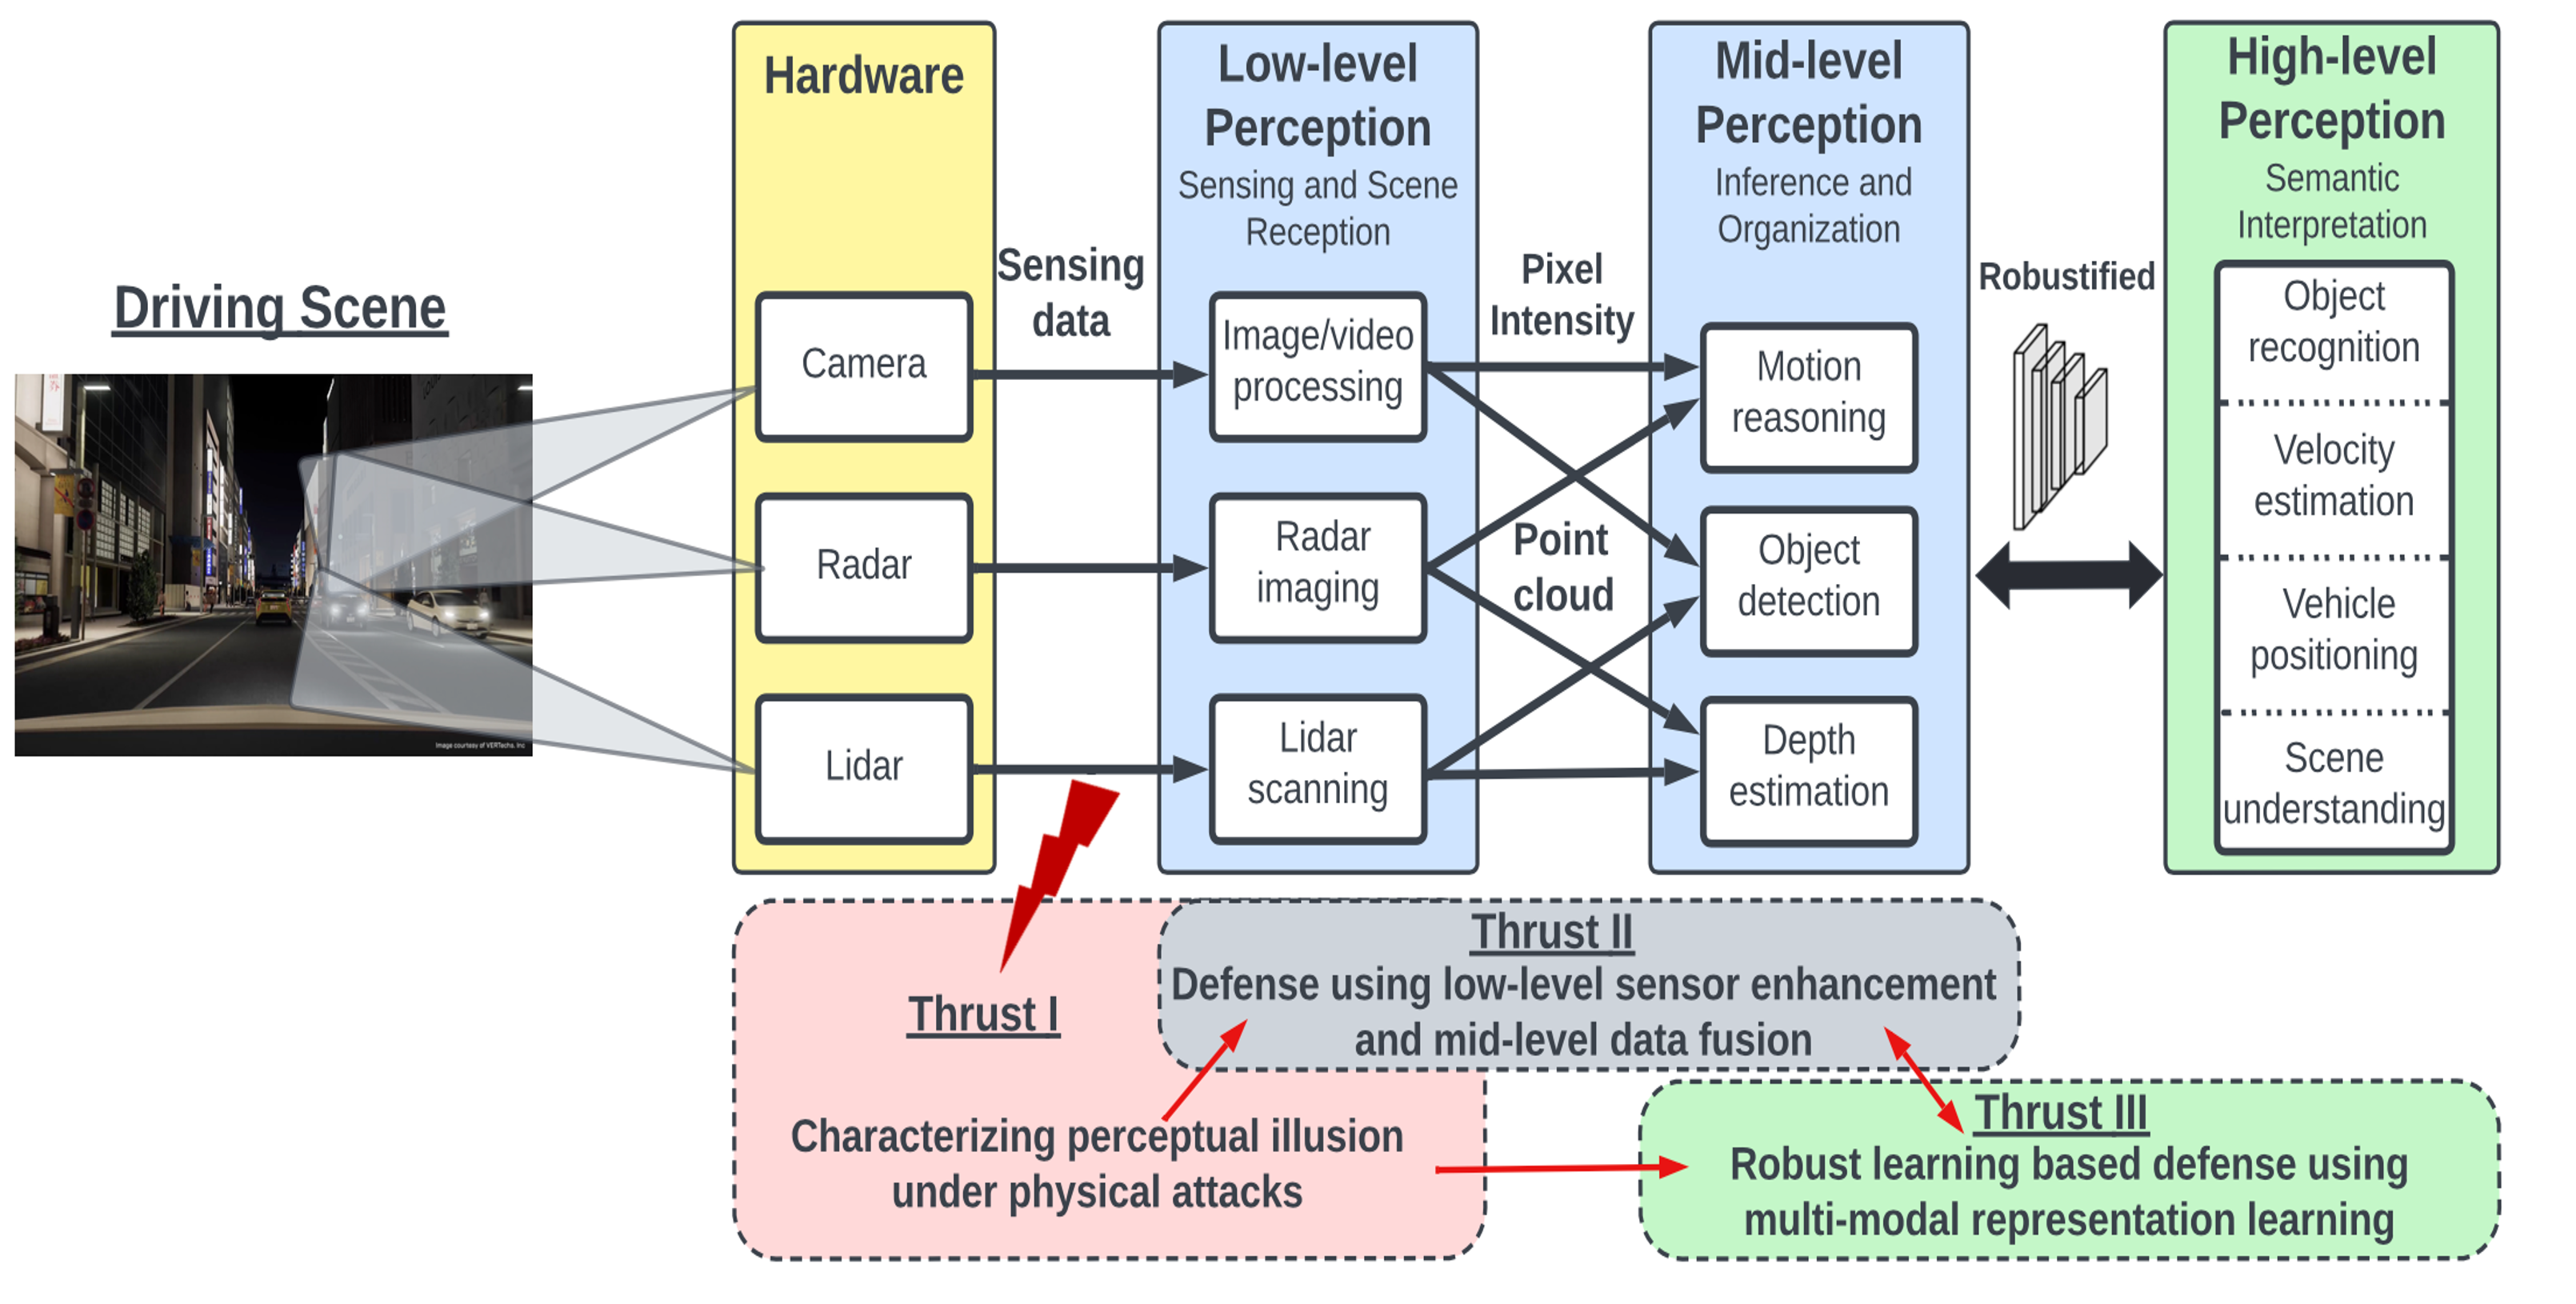 Driving Scene
Image courtesy of VERTechs, Inc
Hardware
Camera
Radar
Lidar
Sensing
data
Low-level
Perception
Sensing and Scene
Reception
Image/video
processing
Radar
imaging
Lidar
scanning
Pixel
Intensity
Point
cloud
Mid-level
Perception
Inference and
Organization
Motion
reasoning
Object
detection
Depth
estimation
Robustified
High-level
Perception
Semantic
Interpretation
Object
recognition
Velocity
estimation
Vehicle
positioning
Scene
understanding
Thrust I
Characterizing perceptual illusion
under physical attacks
Thrust II
Defense using low-level sensor enhancement
and mid-level data fusion
Thrust III
Robust learning based defense using
multi-modal representation learning